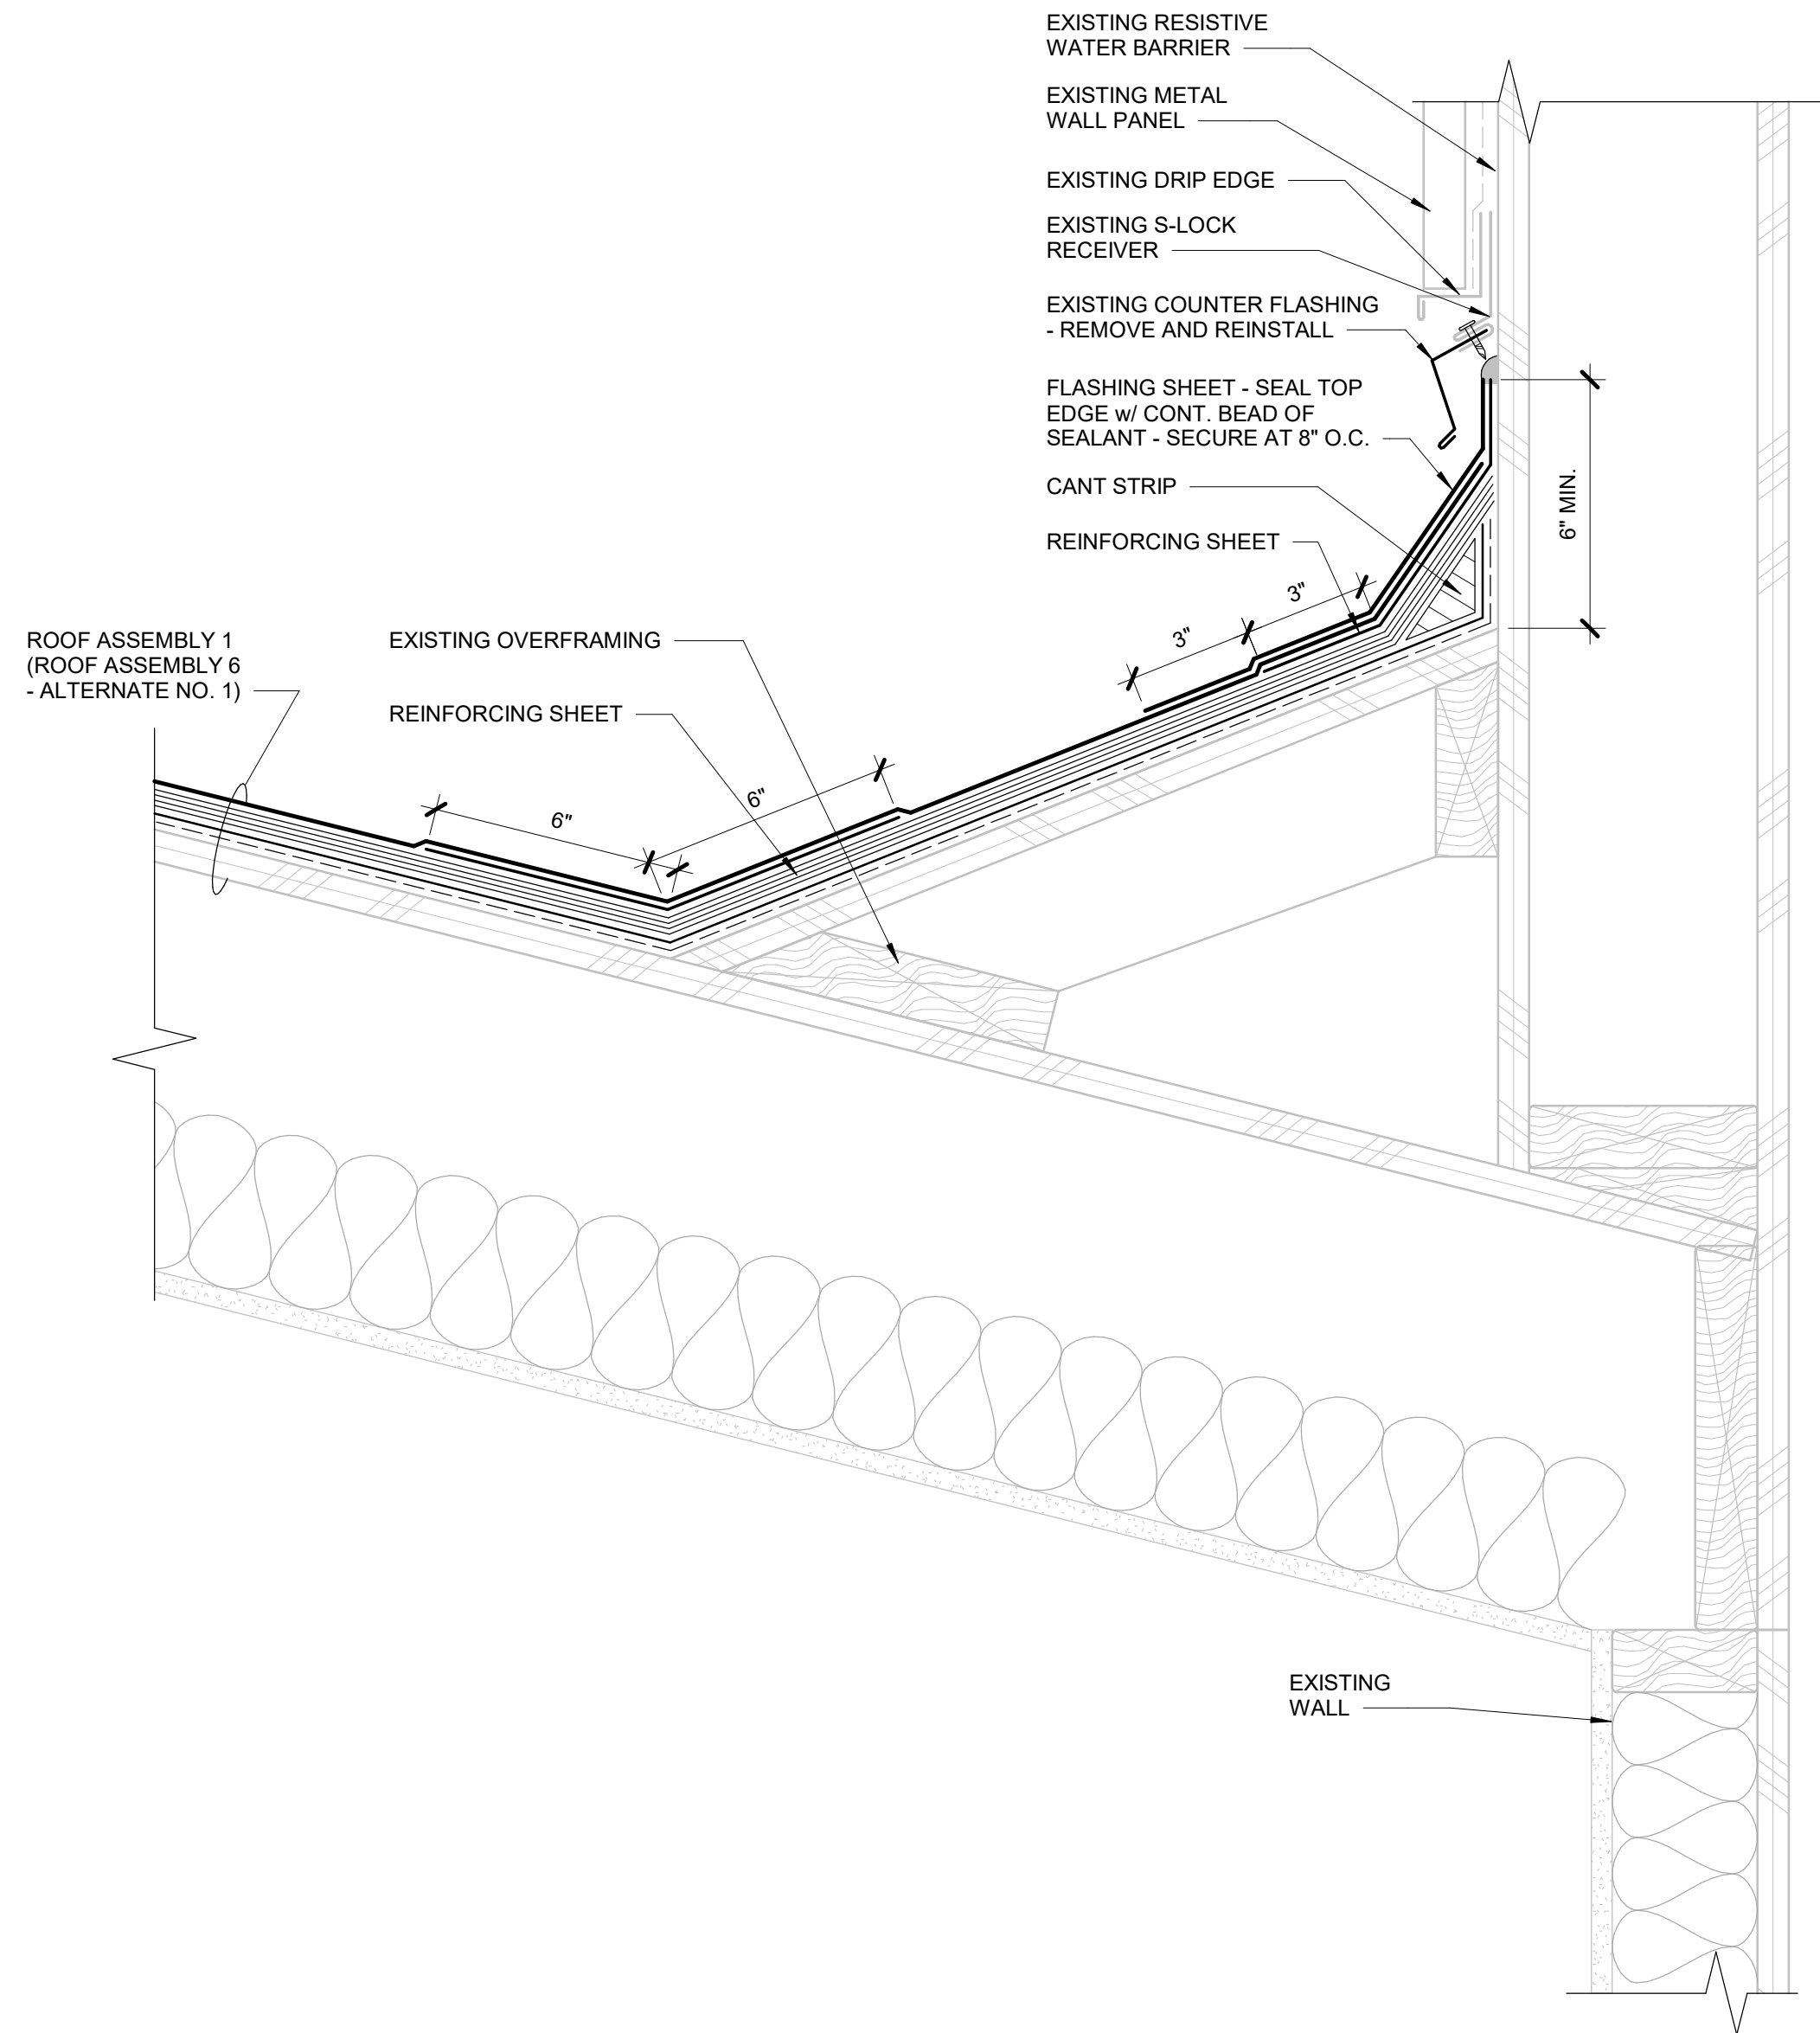 EXISTING RESISTIVE
WATER BARRIER
EXISTING METAL
WALL PANEL
EXISTING DRIP EDGE
EXISTING S-LOCK
RECEIVER
EXISTING COUNTER FLASHING
- REMOVE AND REINSTALL
FLASHING SHEET - SEAL TOP
EDGE w/ CONT. BEAD OF
SEALANT - SECURE AT 8" O.C.
CANT STRIP
REINFORCING SHEET
6" MIN.
3"
3"
ROOF ASSEMBLY 1
(ROOF ASSEMBLY 6
- ALTERNATE NO. 1)
EXISTING OVERFRAMING
REINFORCING SHEET
6"
6"
EXISTING
WALL